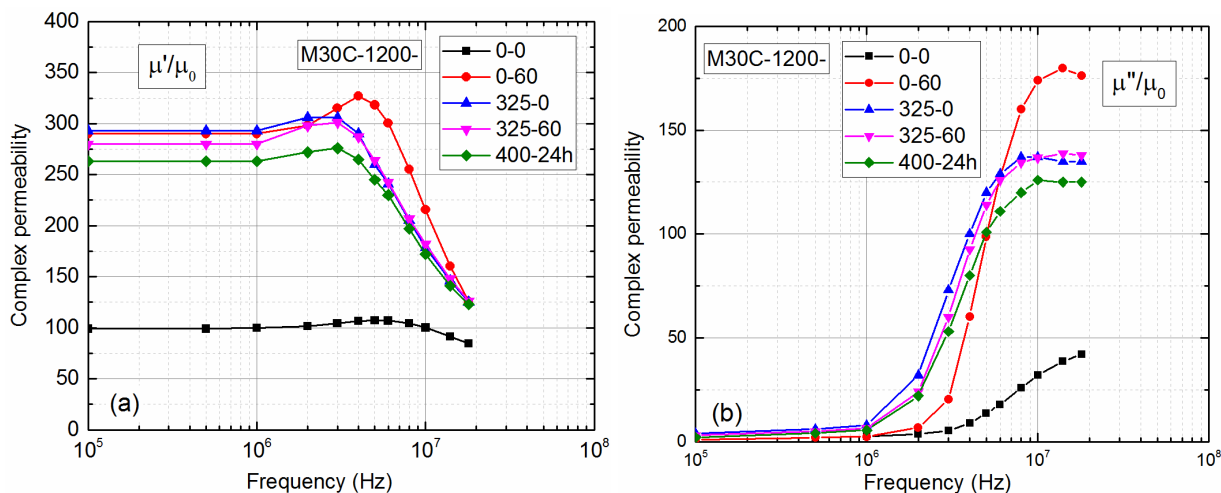 400
350
300
250
200
150
100
50
0
Complex permeability
μ'/μ0
M30C-1200-
0-0
0-60
325-0
325-60
400-24h
(a)
10^5
10^6
10^7
10^8
Frequency (Hz)
200
150
100
50
0
Complex permeability
M30C-1200-
0-0
0-60
325-0
325-60
400-24h
μ"/μ0
(b)
10^5
10^6
10^7
10^8
Frequency (Hz)